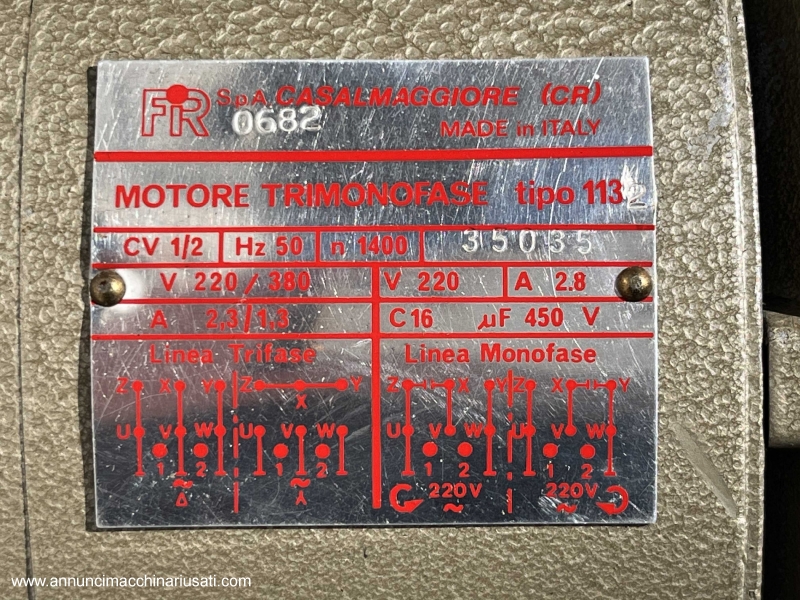 FIR S.p.A. CASALMAGGIORE (CR)
0682 MADE in ITALY
MOTORE TRIMONOFASE tipo 1132
CV 1/2 Hz 50 n 1400 35035
V 220/380 V 220 A 2.8
A 2,3/1,3 C16 µF 450 V
Linea Trifase Linea Monofase
Z X Y Z X Y Z X Y Z X Y
U V W U V W U V W U V W
1 2 1 2 1 2 1 2
~ ~ 220V 220V
Δ Y ~ ~
www.annuncimacchinariusati.com